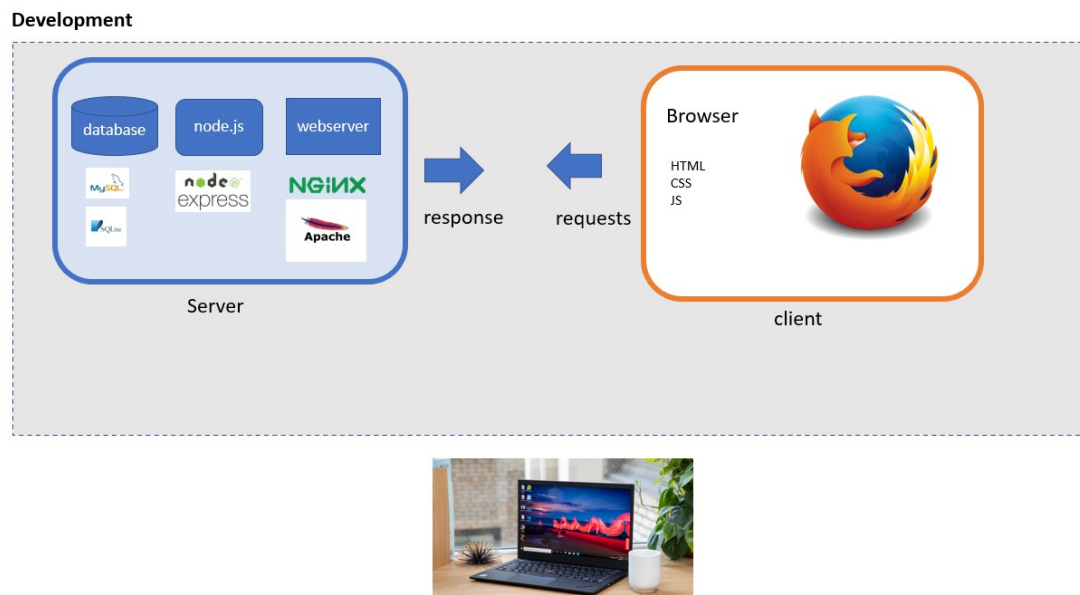 Development
database
node.js
webserver
MySQL
SQLite
node
express
NGINX
Apache
Server
response
requests
Browser
HTML
CSS
JS
client